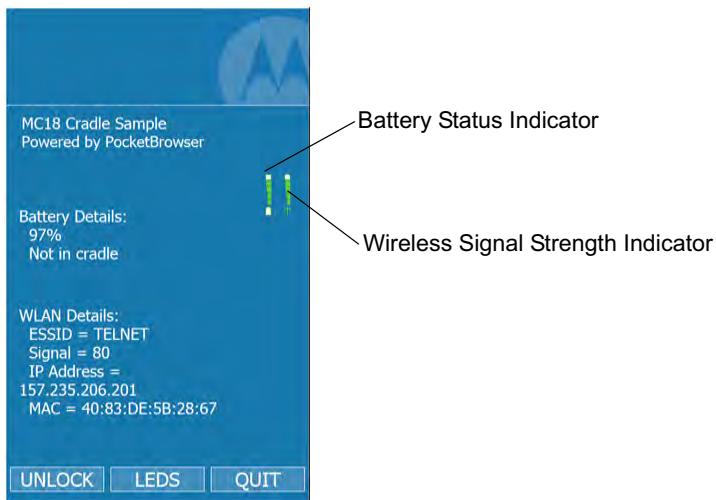 MC18 Cradle Sample
Powered by PocketBrowser
Battery Status Indicator
Wireless Signal Strength Indicator
Battery Details:
97%
Not in cradle
WLAN Details:
ESSID = TELNET
Signal = 80
IP Address =
157.235.206.201
MAC = 40:83:DE:5B:28:67
UNLOCK LEDS QUIT